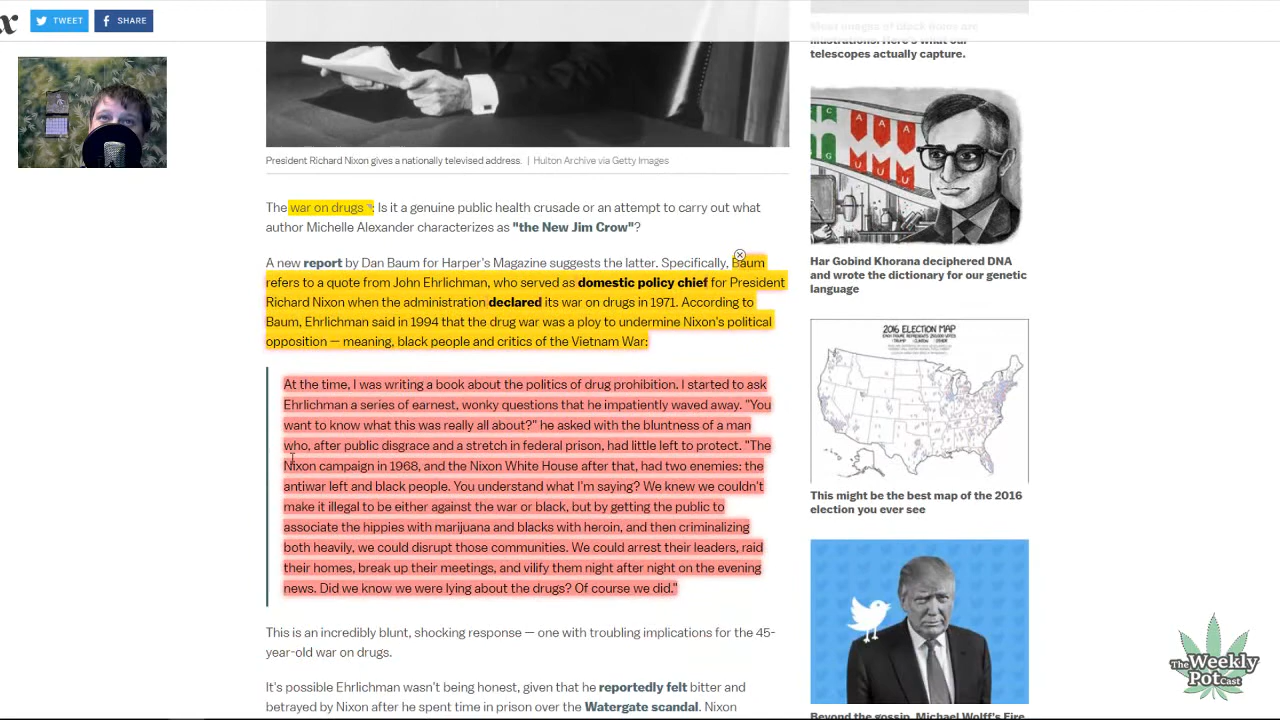 x
TWEET
SHARE
Most images of black holes are
illustrations. Here's what our
telescopes actually capture.
C
A
A
A
G
U
U
U
President Richard Nixon gives a nationally televised address. | Hulton Archive via Getty Images
The war on drugs : Is it a genuine public health crusade or an attempt to carry out what
author Michelle Alexander characterizes as "the New Jim Crow"?
A new report by Dan Baum for Harper's Magazine suggests the latter. Specifically, Baum
refers to a quote from John Ehrlichman, who served as domestic policy chief for President
Richard Nixon when the administration declared its war on drugs in 1971. According to
Baum, Ehrlichman said in 1994 that the drug war was a ploy to undermine Nixon's political
opposition — meaning, black people and critics of the Vietnam War:
At the time, I was writing a book about the politics of drug prohibition. I started to ask
Ehrlichman a series of earnest, wonky questions that he impatiently waved away. "You
want to know what this was really all about?" he asked with the bluntness of a man
who, after public disgrace and a stretch in federal prison, had little left to protect. "The
Nixon campaign in 1968, and the Nixon White House after that, had two enemies: the
antiwar left and black people. You understand what I'm saying? We knew we couldn't
make it illegal to be either against the war or black, but by getting the public to
associate the hippies with marijuana and blacks with heroin, and then criminalizing
both heavily, we could disrupt those communities. We could arrest their leaders, raid
their homes, break up their meetings, and vilify them night after night on the evening
news. Did we know we were lying about the drugs? Of course we did."
This is an incredibly blunt, shocking response — one with troubling implications for the 45-
year-old war on drugs.
It's possible Ehrlichman wasn't being honest, given that he reportedly felt bitter and
betrayed by Nixon after he spent time in prison over the Watergate scandal. Nixon
Har Gobind Khorana deciphered DNA
and wrote the dictionary for our genetic
language
2016 ELECTION MAP
TRUMP CLINTON OTHER
This might be the best map of the 2016
election you ever see
Beyond the gossip, Michael Wolff's Fire
The Weekly
PotCast